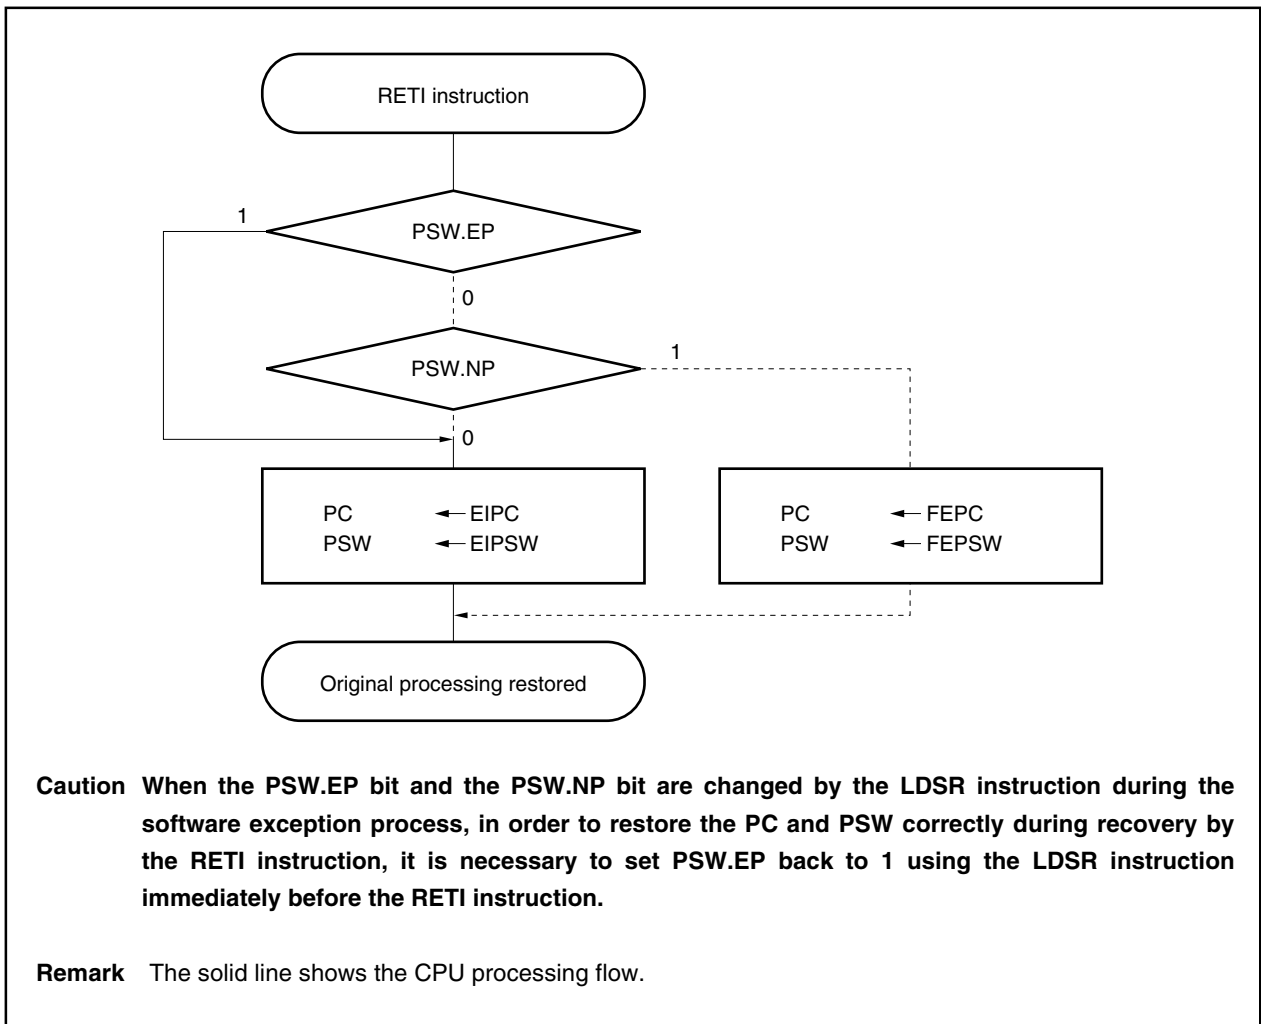 RETI instruction
1
PSW.EP
0
PSW.NP
1
0
PC ← EIPC
PSW ← EIPSW
PC ← FEPC
PSW ← FEPSW
Original processing restored
Caution When the PSW.EP bit and the PSW.NP bit are changed by the LDSR instruction during the
software exception process, in order to restore the PC and PSW correctly during recovery by
the RETI instruction, it is necessary to set PSW.EP back to 1 using the LDSR instruction
immediately before the RETI instruction.
Remark The solid line shows the CPU processing flow.